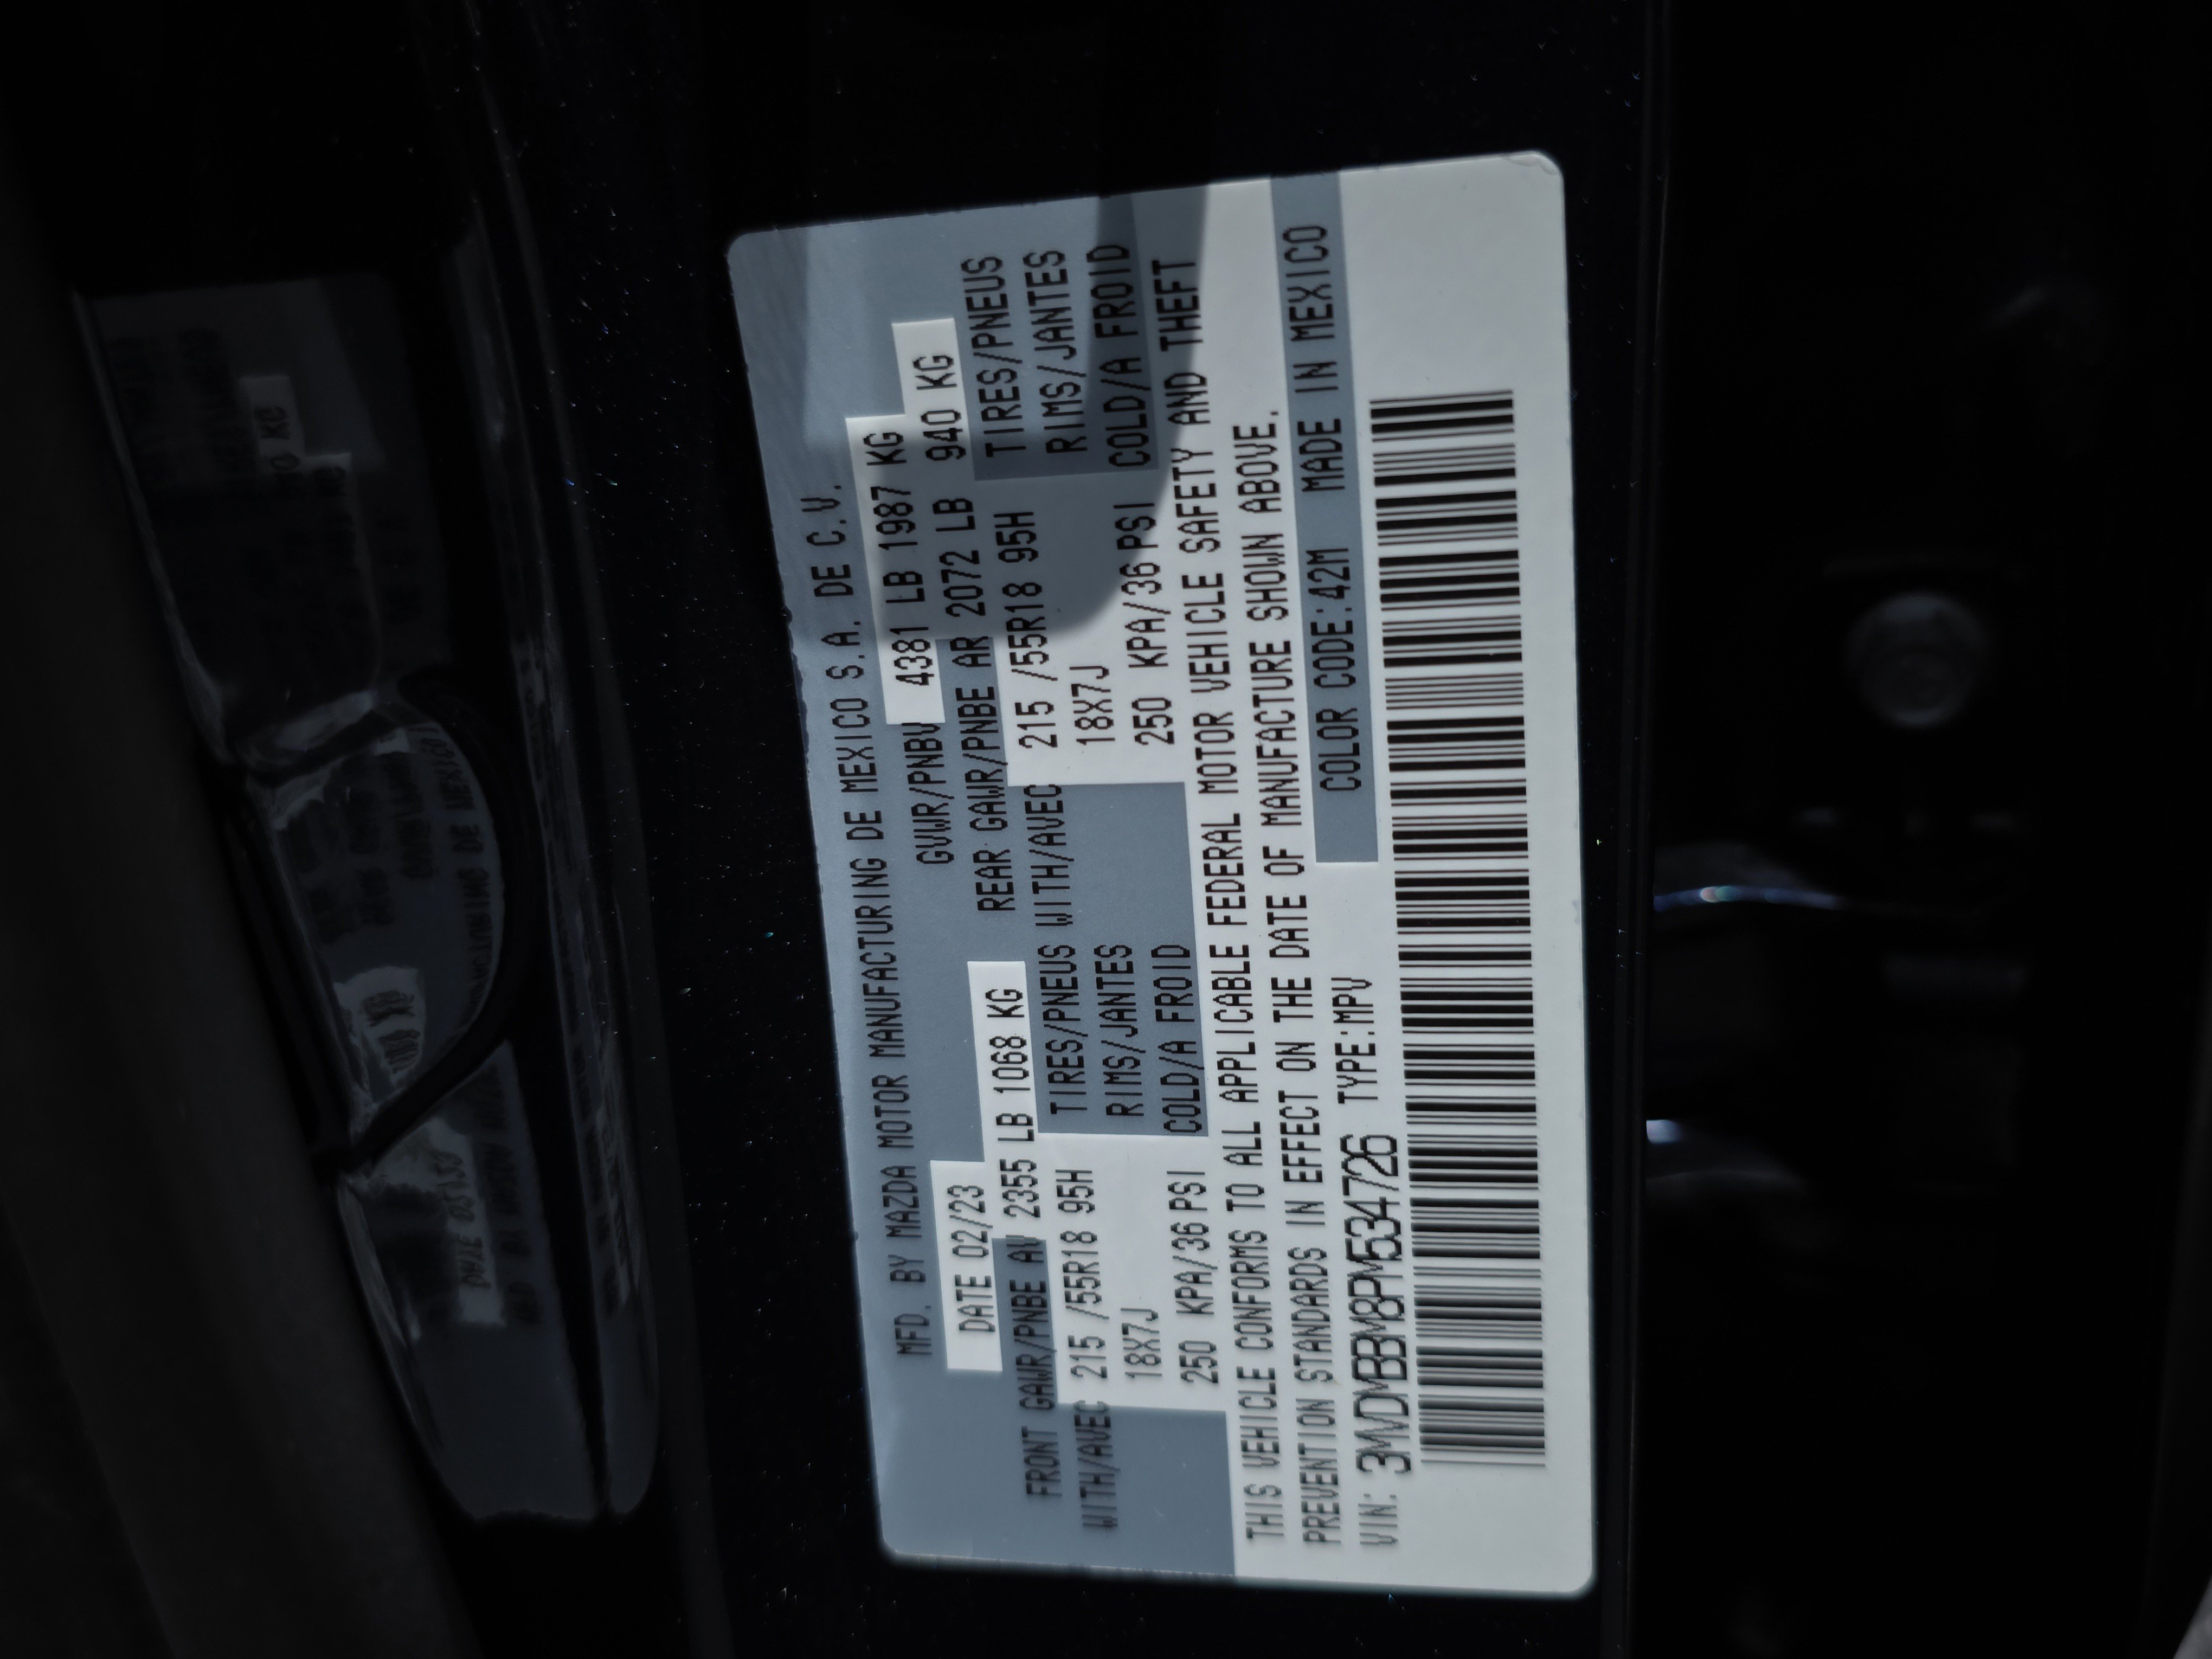 MFD. BY MAZDA MOTOR MANUFACTURING DE MEXICO S.A. DE C.V.
DATE 02/23 GVWR/PNBV 4381 LB 1987 KG
FRONT GAWR/PNBE AV 2355 LB 1068 KG REAR GAWR/PNBE AR 2072 LB 940 KG
WITH/AVEC 215 /55R18 95H TIRES/PNEUS WITH/AVEC 215 /55R18 95H TIRES/PNEUS
18X7J RIMS/JANTES 18X7J RIMS/JANTES
250 KPA/36 PSI COLD/A FROID 250 KPA/36 PSI COLD/A FROID
THIS VEHICLE CONFORMS TO ALL APPLICABLE FEDERAL MOTOR VEHICLE SAFETY AND THEFT
PREVENTION STANDARDS IN EFFECT ON THE DATE OF MANUFACTURE SHOWN ABOVE.
VIN: 3MVDMBBM8PM534726 TYPE:MPV COLOR CODE:42M MADE IN MEXICO